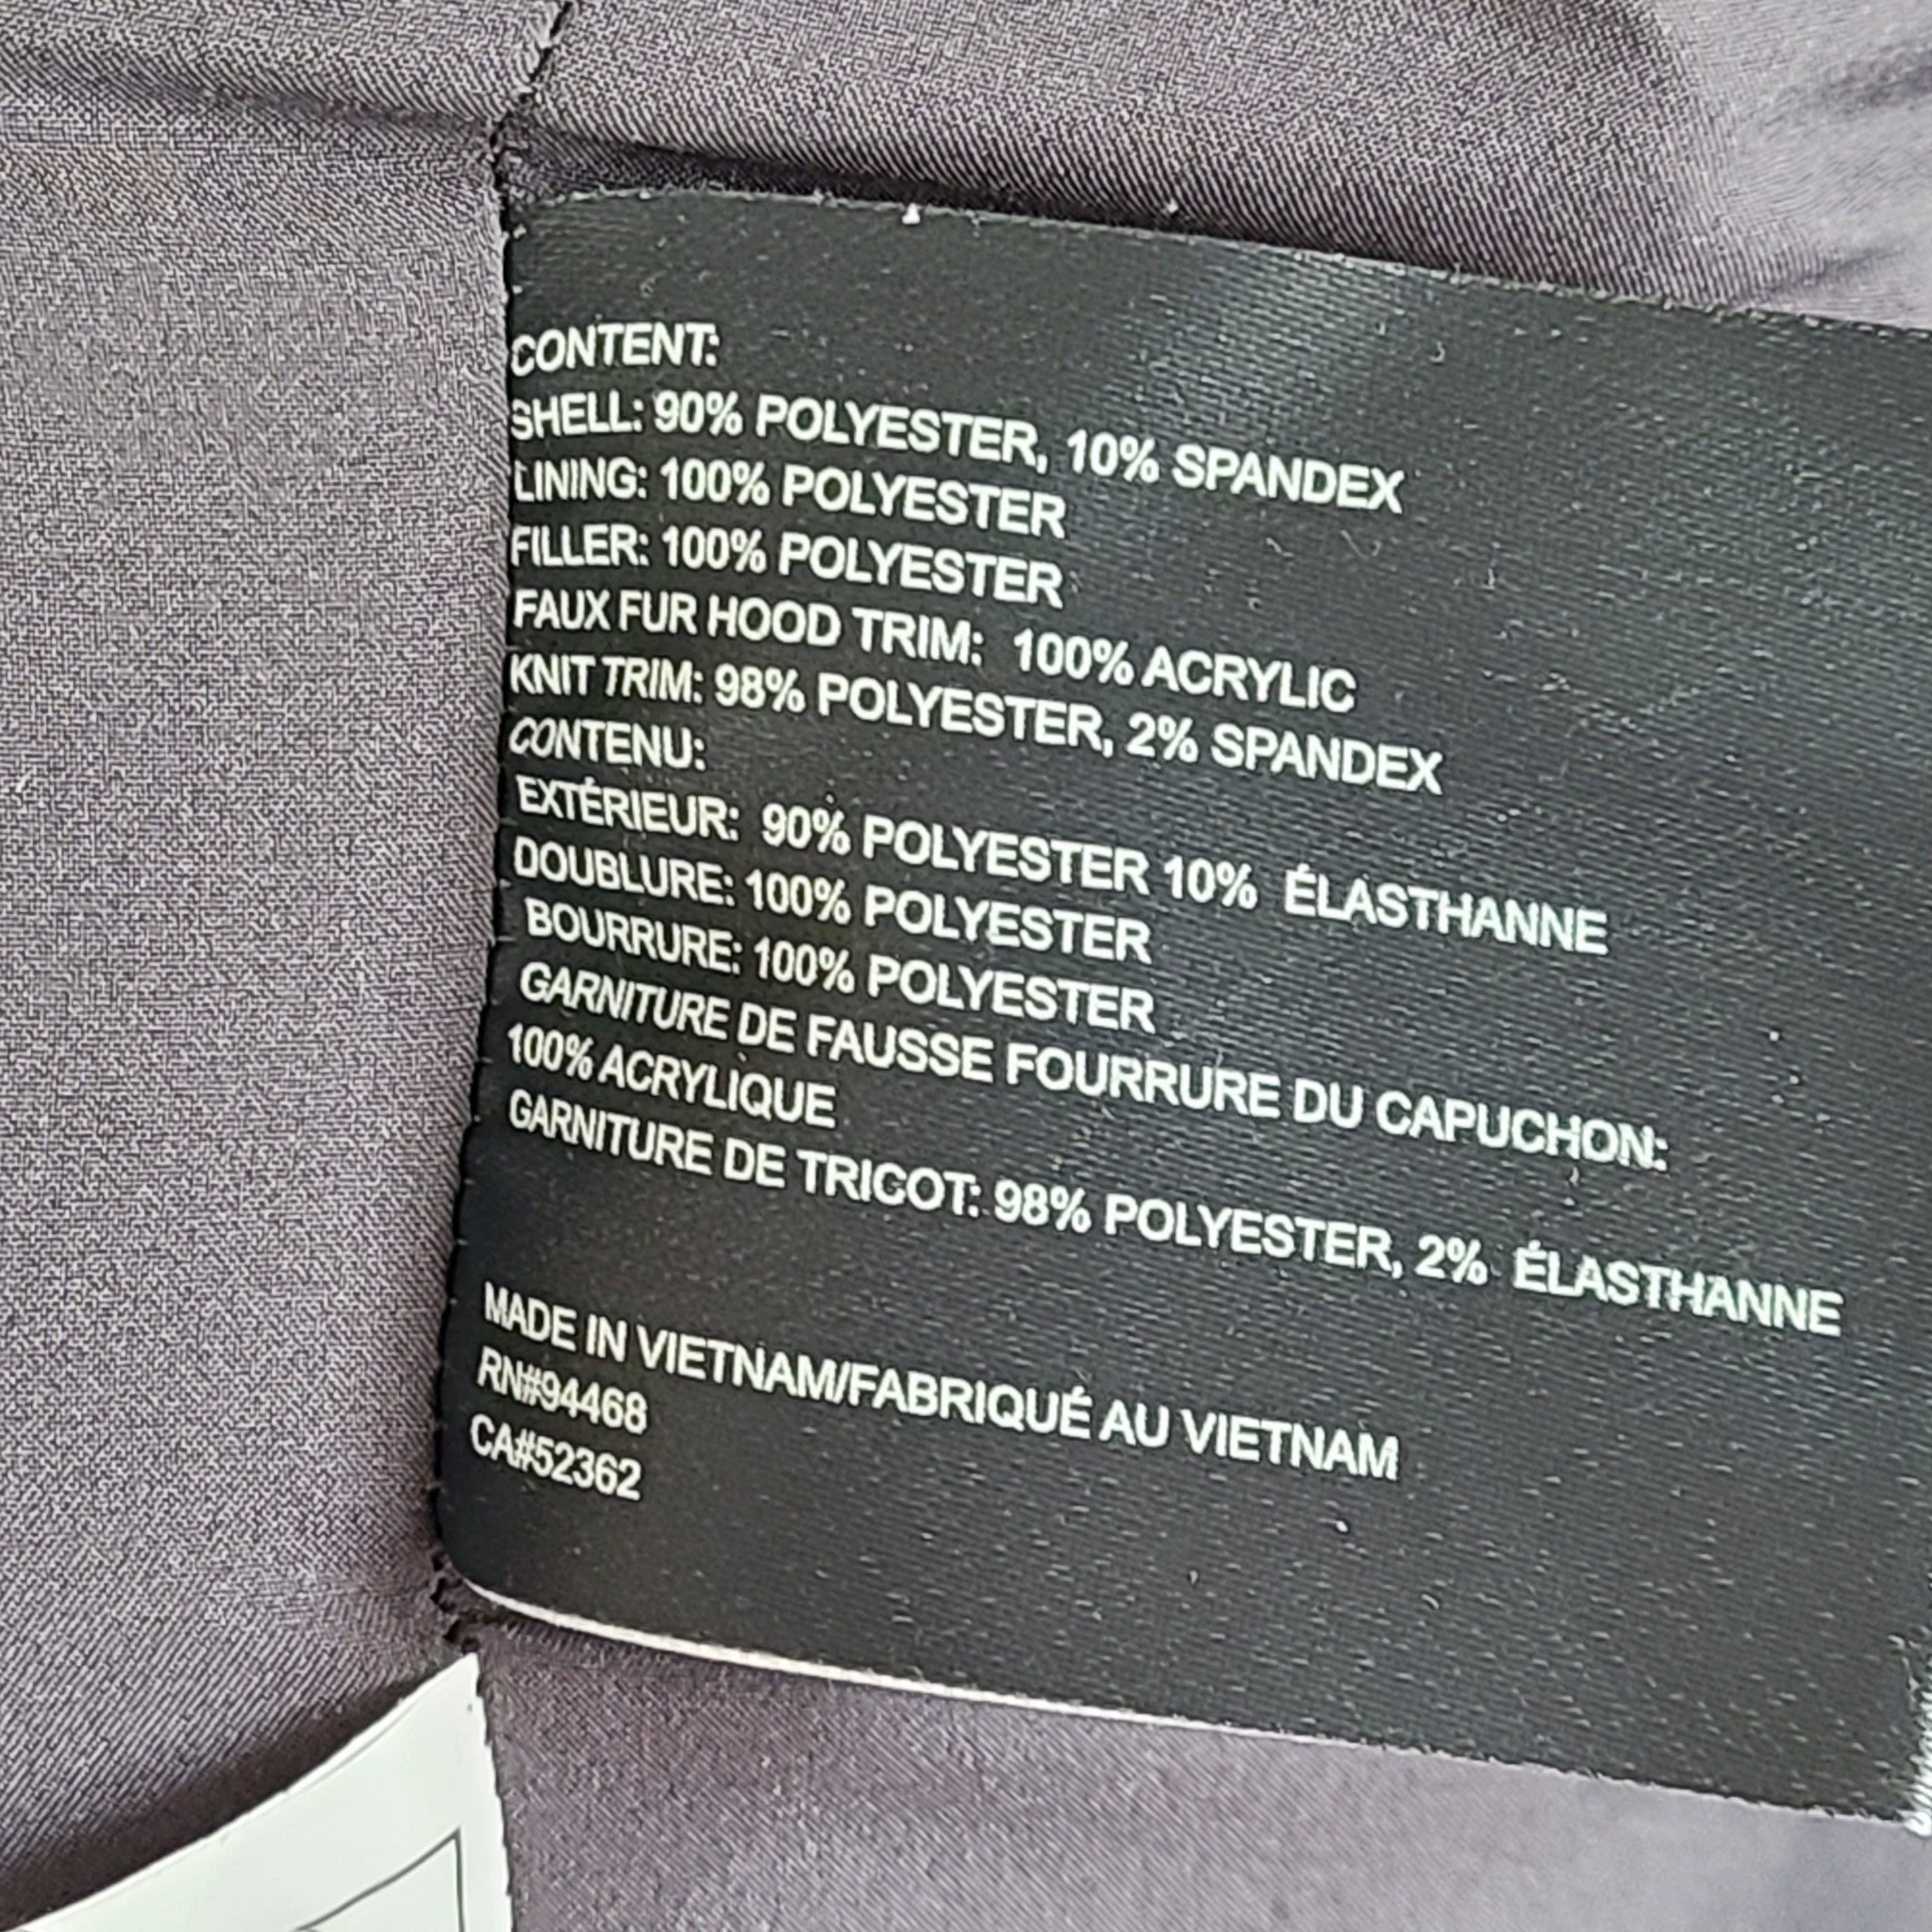 CONTENT:
SHELL: 90% POLYESTER, 10% SPANDEX
LINING: 100% POLYESTER
FILLER: 100% POLYESTER
FAUX FUR HOOD TRIM: 100% ACRYLIC
KNIT TRIM: 98% POLYESTER, 2% SPANDEX
CONTENU:
EXTÉRIEUR: 90% POLYESTER 10% ÉLASTHANNE
DOUBLURE: 100% POLYESTER
BOURRURE: 100% POLYESTER
GARNITURE DE FAUSSE FOURRURE DU CAPUCHON:
100% ACRYLIQUE
GARNITURE DE TRICOT: 98% POLYESTER, 2% ÉLASTHANNE
MADE IN VIETNAM/FABRIQUÉ AU VIETNAM
RN#94468
CA#52362